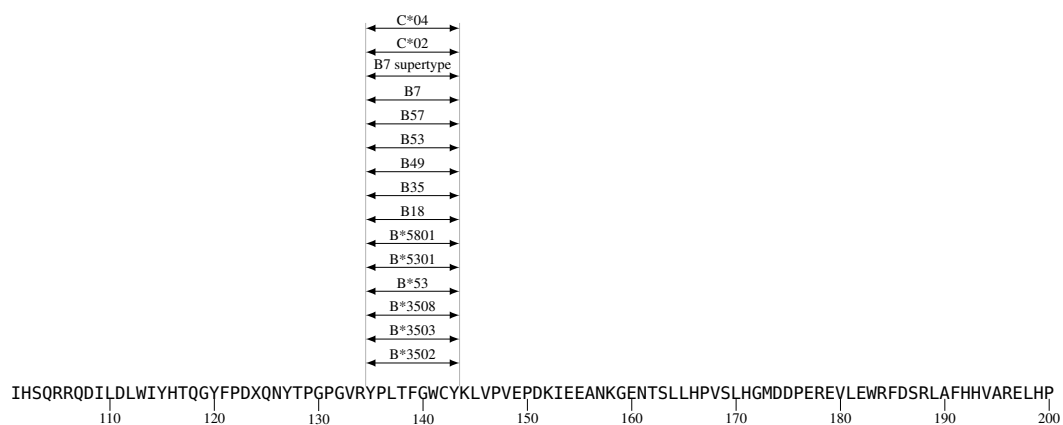 C*04
C*02
B7 supertype
B7
B57
B53
B49
B35
B18
B*5801
B*5301
B*53
B*3508
B*3503
B*3502
IHSQRRQDILDLWIYHTQGYFPDXQNYTPGPGVRYPLTFGWCYKLVPVEPDKIEEANKGENTSLLHPVSLHGMDDPEREVLEWRFDSRLAFHHVARELHP
110 120 130 140 150 160 170 180 190 200